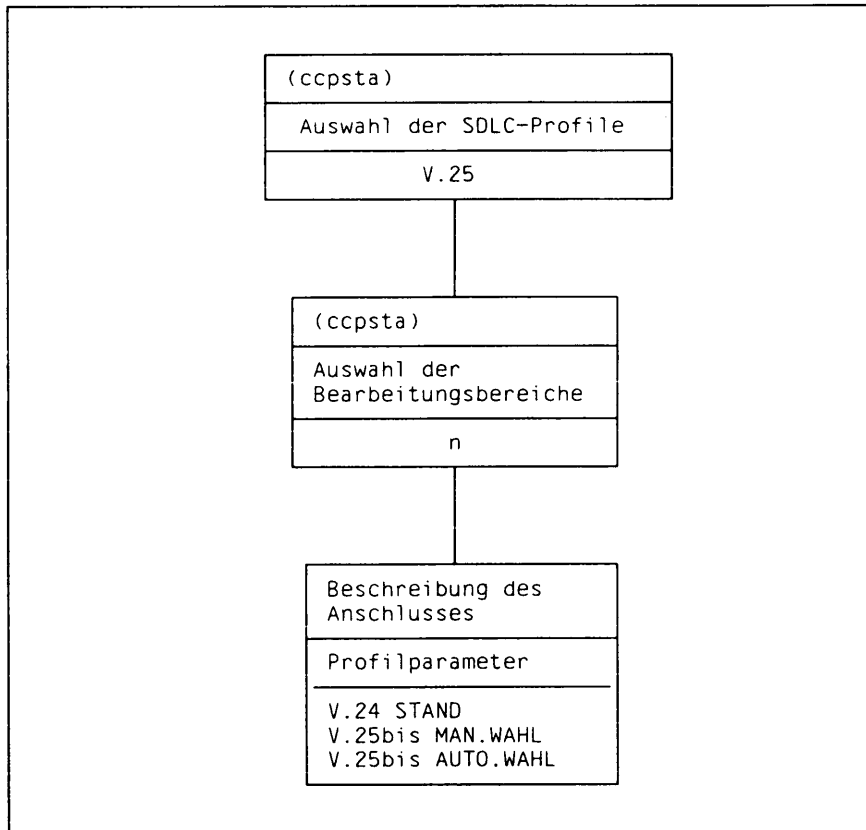 (ccpsta)
Auswahl der SDLC-Profile
V.25
(ccpsta)
Auswahl der
Bearbeitungsbereiche
n
Beschreibung des
Anschlusses
Profilparameter
V.24 STAND
V.25bis MAN.WAHL
V.25bis AUTO.WAHL